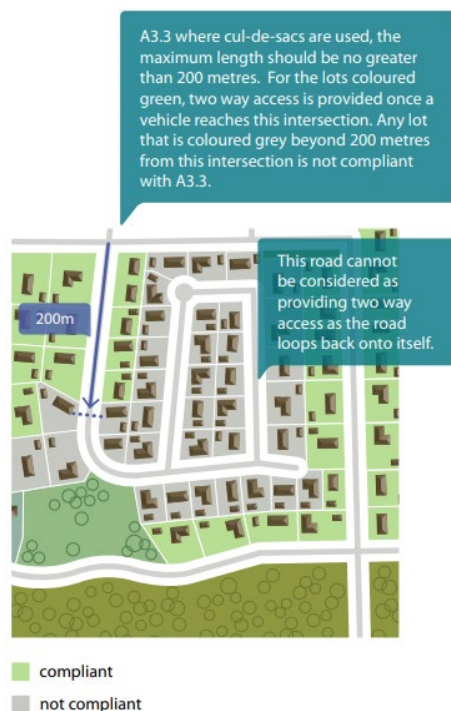 A3.3 where cul-de-sacs are used, the
maximum length should be no greater
than 200 metres. For the lots coloured
green, two way access is provided once a
vehicle reaches this intersection. Any lot
that is coloured grey beyond 200 metres
from this intersection is not compliant
with A3.3.
This road cannot
be considered as
providing two way
access as the road
loops back onto itself.
200m
compliant
not compliant